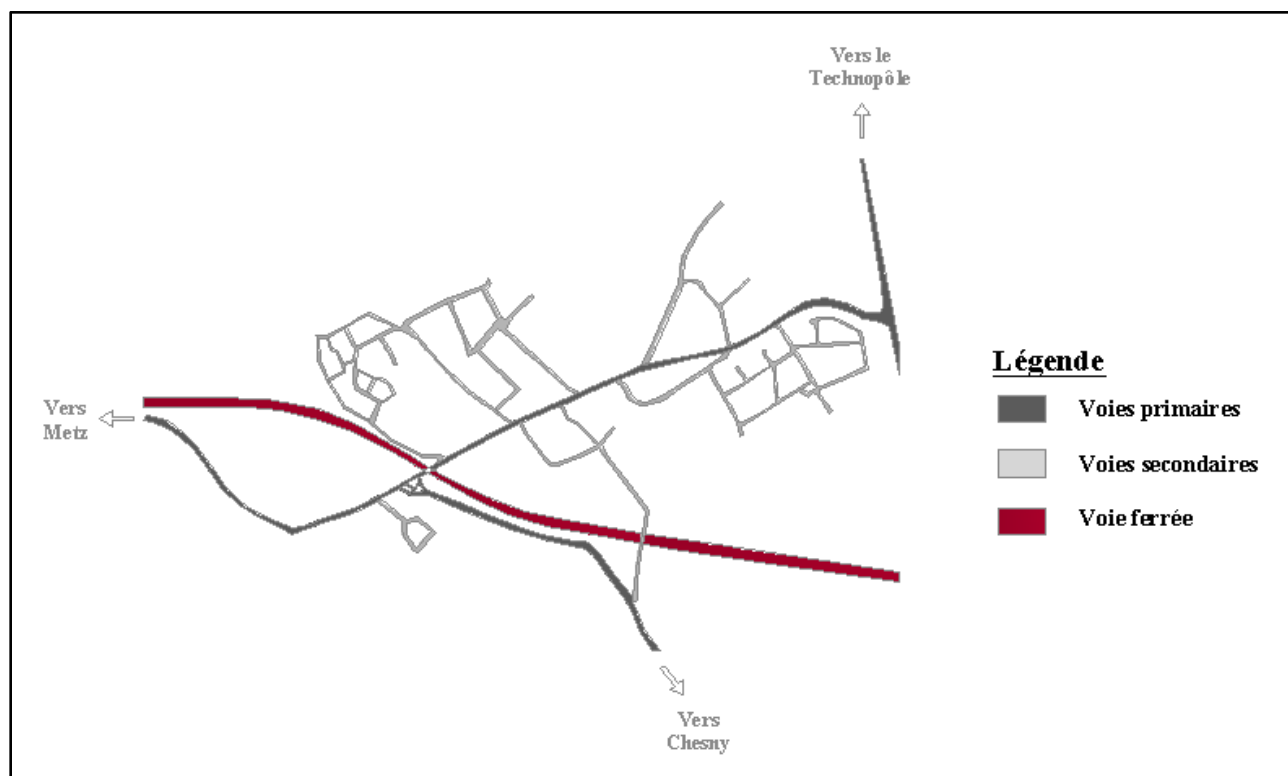 Vers le
Technopôle
Légende
Voies primaires
Voies secondaires
Voie ferrée
Vers
Metz
Vers
Chesny